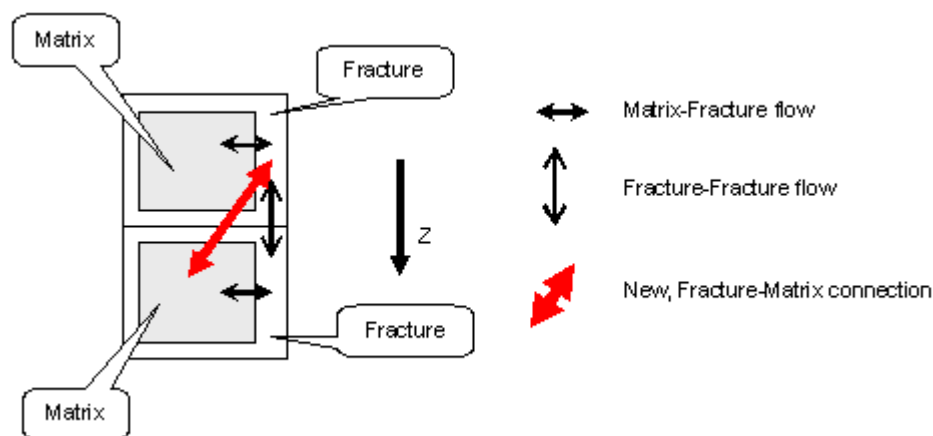 Matrix
Fracture
Matrix-Fracture flow
Fracture-Fracture flow
Z
New, Fracture-Matrix connection
Fracture
Matrix